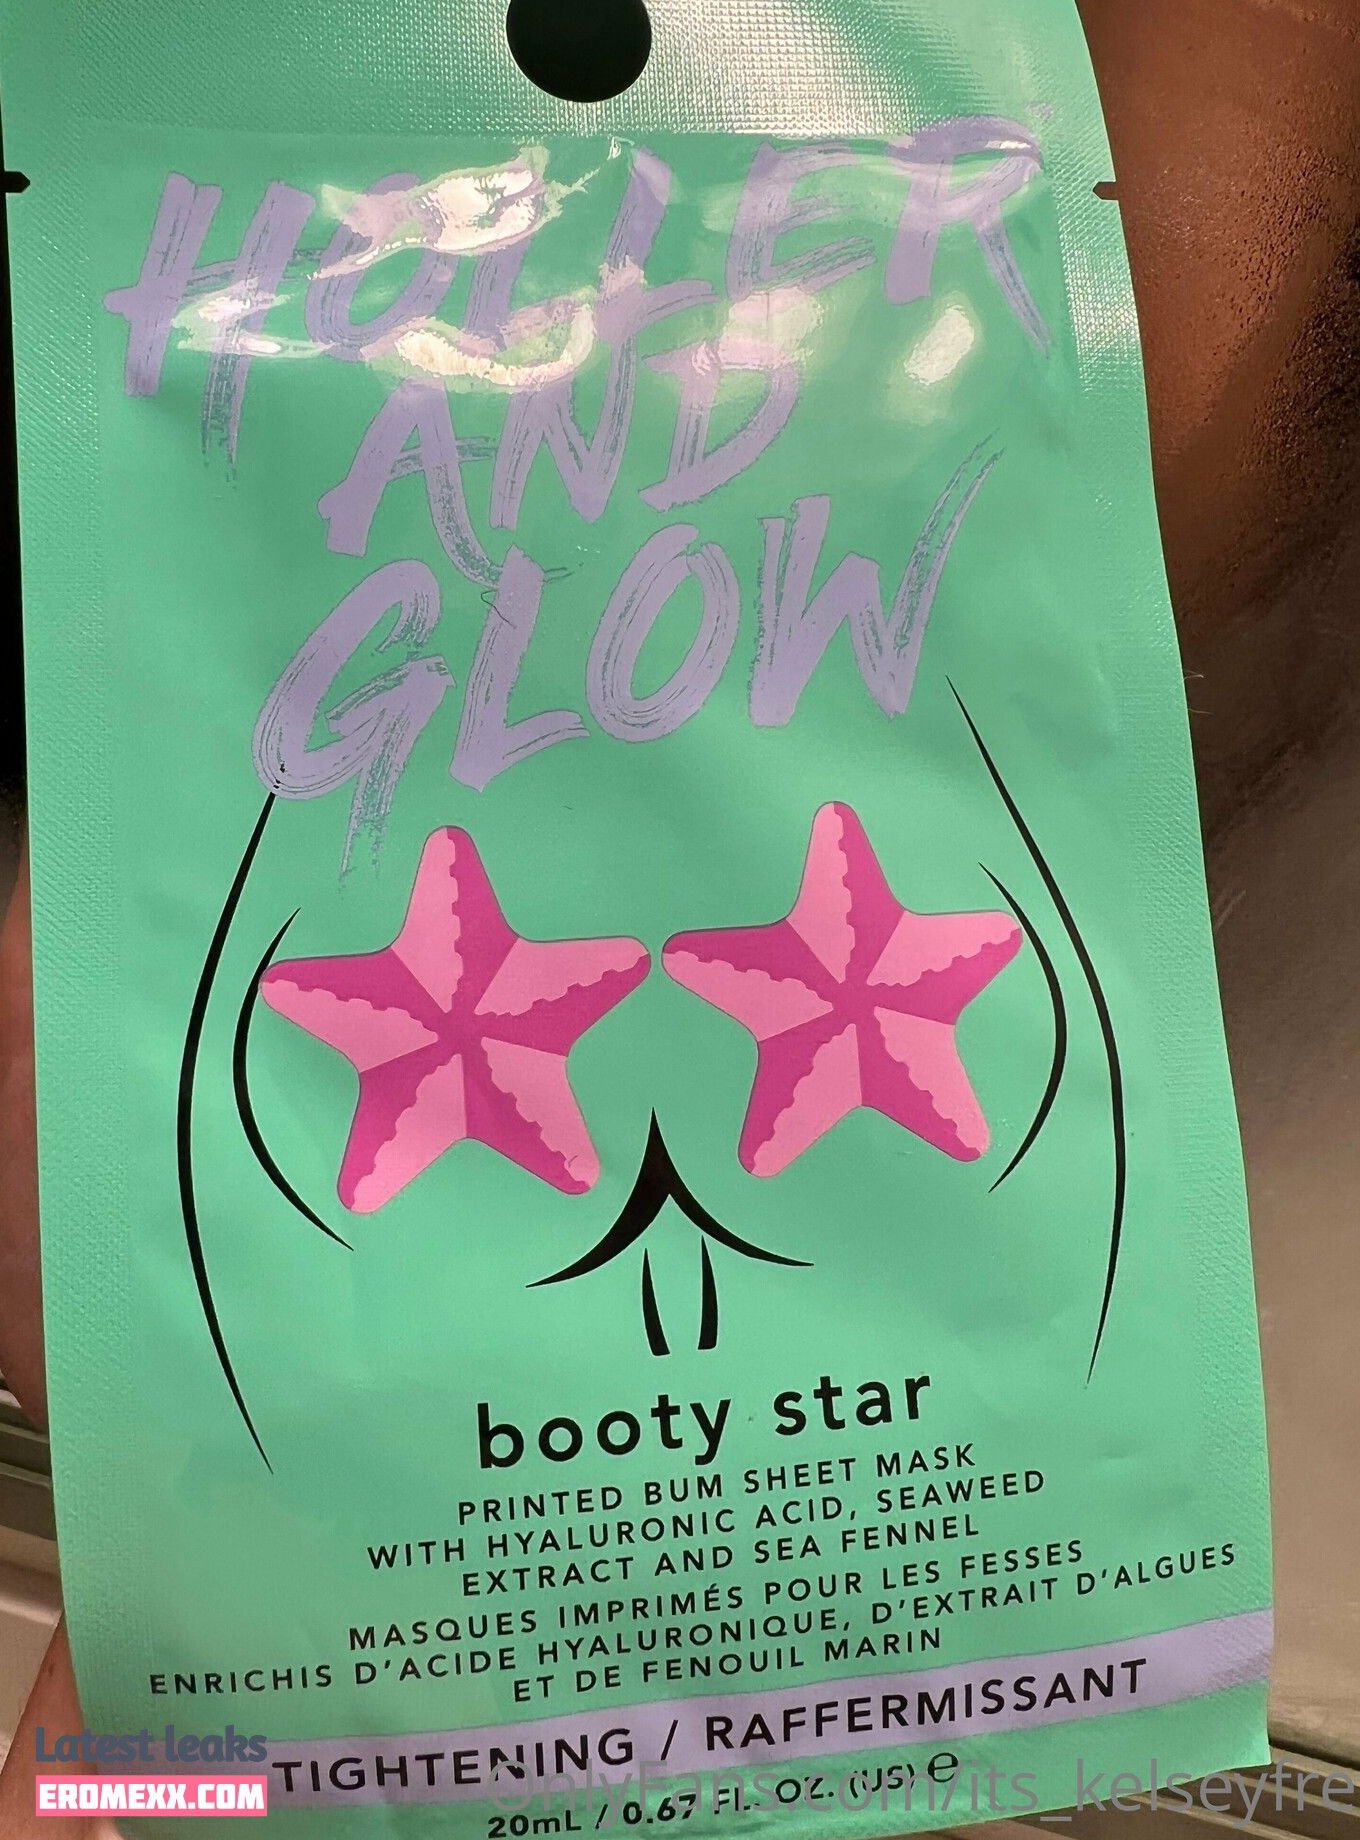 HOLLER
AND
GLOW
booty star
PRINTED BUM SHEET MASK
WITH HYALURONIC ACID, SEAWEED
EXTRACT AND SEA FENNEL
MASQUES IMPRIMÉS POUR LES FESSES
ENRICHIS D'ACIDE HYALURONIQUE, D'EXTRAIT D'ALGUES
ET DE FENOUIL MARIN
TIGHTENING / RAFFERMISSANT
20mL / 0.67 FL. OZ. (US) ℮
Latest leaks
EROMEXX.COM
OnlyFans.com/its_kelseyfre